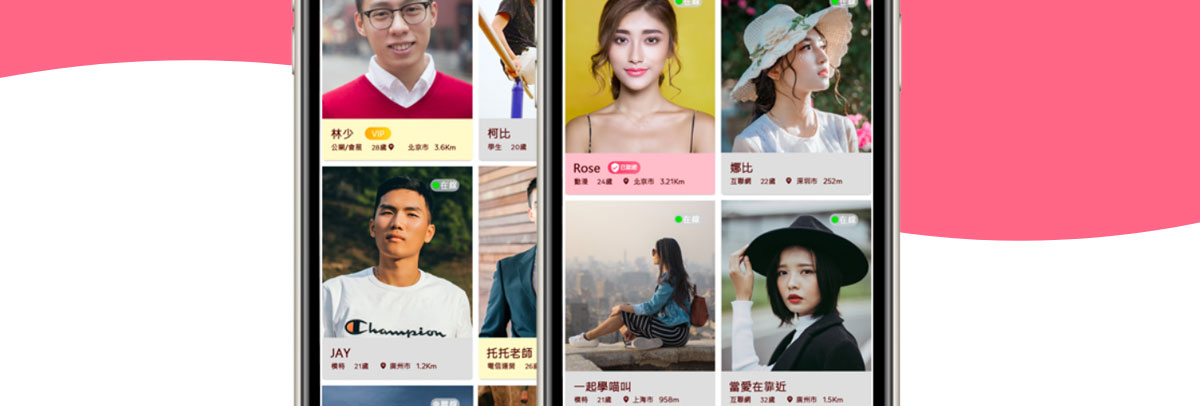 在線
在線
林少 VIP
公關/會展 28歲 北京市 3.6Km
柯比
學生 20歲
Rose 已認證
動漫 24歲 北京市 3.21Km
娜比
互聯網 22歲 深圳市 252m
在線
Champion
JAY
模特 21歲 廣州市 1.2Km
托托老師
電信運營 26
在線
在線
一起學喵叫
模特 21歲 上海市 958m
當愛在靠近
互聯網 32歲 廣州市 1.5Km